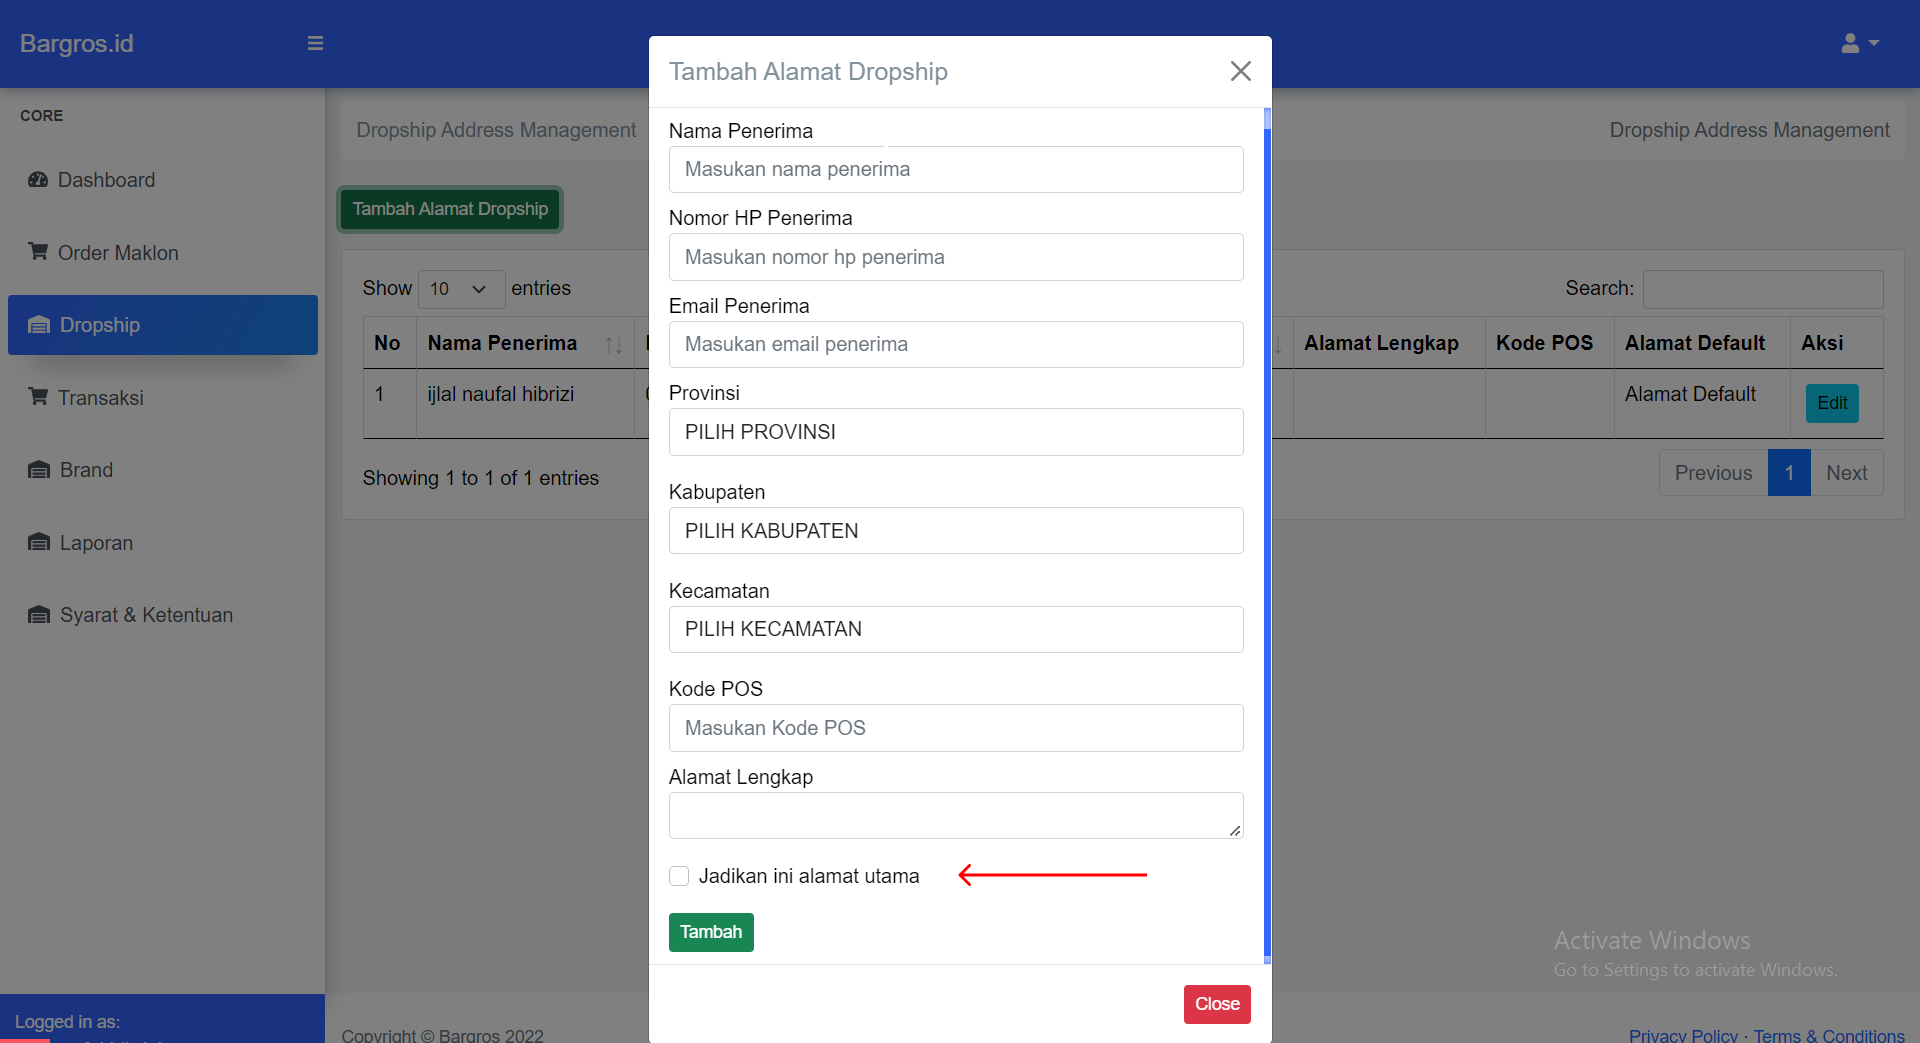 Bargros.id
CORE
Dashboard
Order Maklon
Dropship
Transaksi
Brand
Laporan
Syarat & Ketentuan
Logged in as:
Dropship Address Management
Dropship Address Management
Tambah Alamat Dropship
Show 10 entries
Search:
No Nama Penerima Alamat Lengkap Kode POS Alamat Default Aksi
1 ijlal naufal hibrizi Alamat Default Edit
Showing 1 to 1 of 1 entries
Previous 1 Next
Tambah Alamat Dropship
Nama Penerima
Masukan nama penerima
Nomor HP Penerima
Masukan nomor hp penerima
Email Penerima
Masukan email penerima
Provinsi
PILIH PROVINSI
Kabupaten
PILIH KABUPATEN
Kecamatan
PILIH KECAMATAN
Kode POS
Masukan Kode POS
Alamat Lengkap
Jadikan ini alamat utama
Tambah
Close
Activate Windows
Go to Settings to activate Windows.
Copyright © Bargros 2022
Privacy Policy · Terms & Conditions